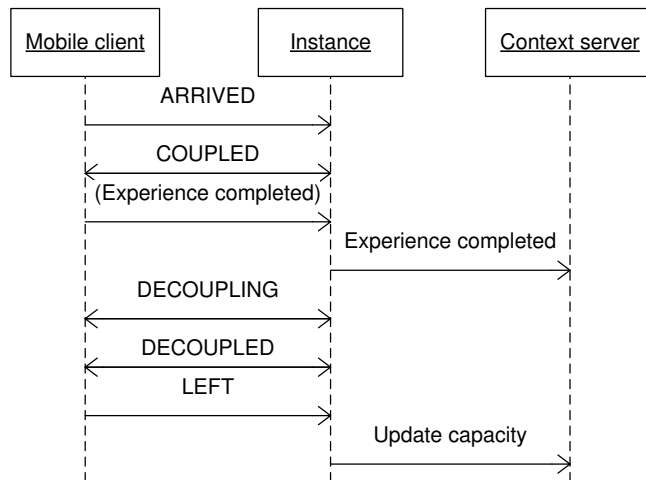 Mobile client
Instance
Context server
ARRIVED
COUPLED
(Experience completed)
Experience completed
DECOUPLING
DECOUPLED
LEFT
Update capacity